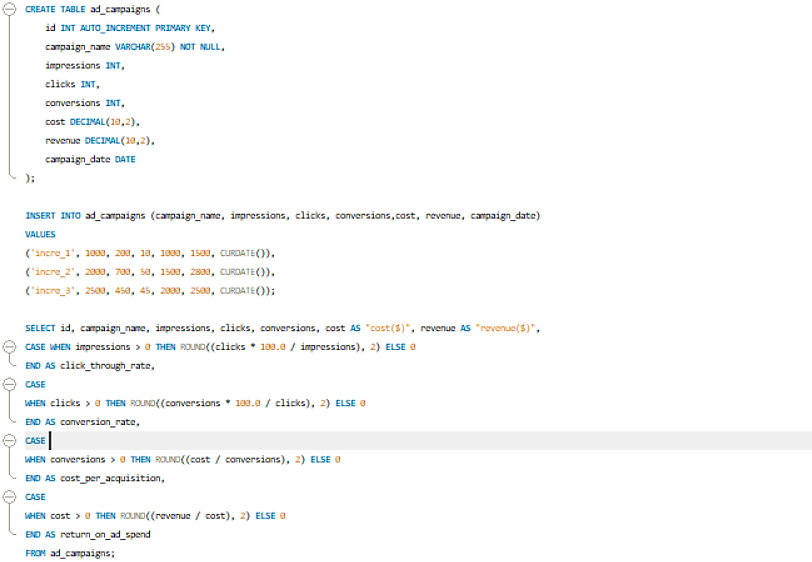 CREATE TABLE ad_campaigns (
id INT AUTO_INCREMENT PRIMARY KEY,
campaign_name VARCHAR(255) NOT NULL,
impressions INT,
clicks INT,
conversions INT,
cost DECIMAL(10,2),
revenue DECIMAL(10,2),
campaign_date DATE
);
INSERT INTO ad_campaigns (campaign_name, impressions, clicks, conversions,cost, revenue, campaign_date)
VALUES
('incre_1', 1000, 200, 10, 1000, 1500, CURDATE()),
('incre_2', 2000, 700, 50, 1500, 2800, CURDATE()),
('incre_3', 2500, 450, 45, 2000, 2500, CURDATE());
SELECT id, campaign_name, impressions, clicks, conversions, cost AS "cost($)", revenue AS "revenue($)",
CASE WHEN impressions > 0 THEN ROUND((clicks * 100.0 / impressions), 2) ELSE 0
END AS click_through_rate,
CASE
WHEN clicks > 0 THEN ROUND((conversions * 100.0 / clicks), 2) ELSE 0
END AS conversion_rate,
CASE
WHEN conversions > 0 THEN ROUND((cost / conversions), 2) ELSE 0
END AS cost_per_acquisition,
CASE
WHEN cost > 0 THEN ROUND((revenue / cost), 2) ELSE 0
END AS return_on_ad_spend
FROM ad_campaigns;